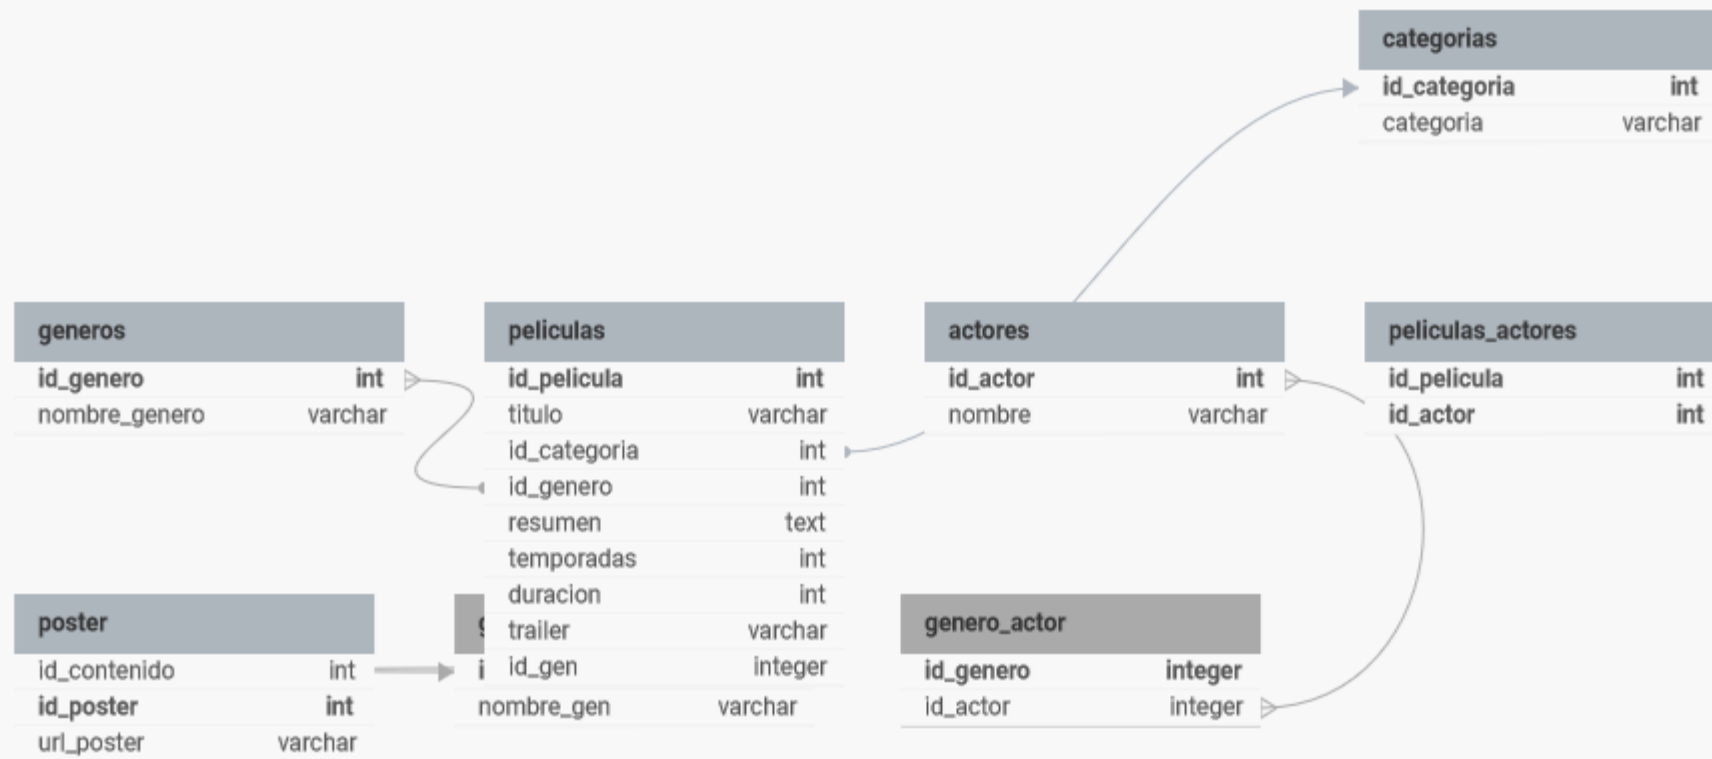 categorias
id_categoria int
categoria varchar
generos
id_genero int
nombre_genero varchar
peliculas
id_pelicula int
titulo varchar
id_categoria int
id_genero int
resumen text
temporadas int
duracion int
trailer varchar
id_gen integer
actores
id_actor int
nombre varchar
peliculas_actores
id_pelicula int
id_actor int
poster
id_contenido int
id_poster int
url_poster varchar
nombre_gen varchar
genero_actor
id_genero integer
id_actor integer